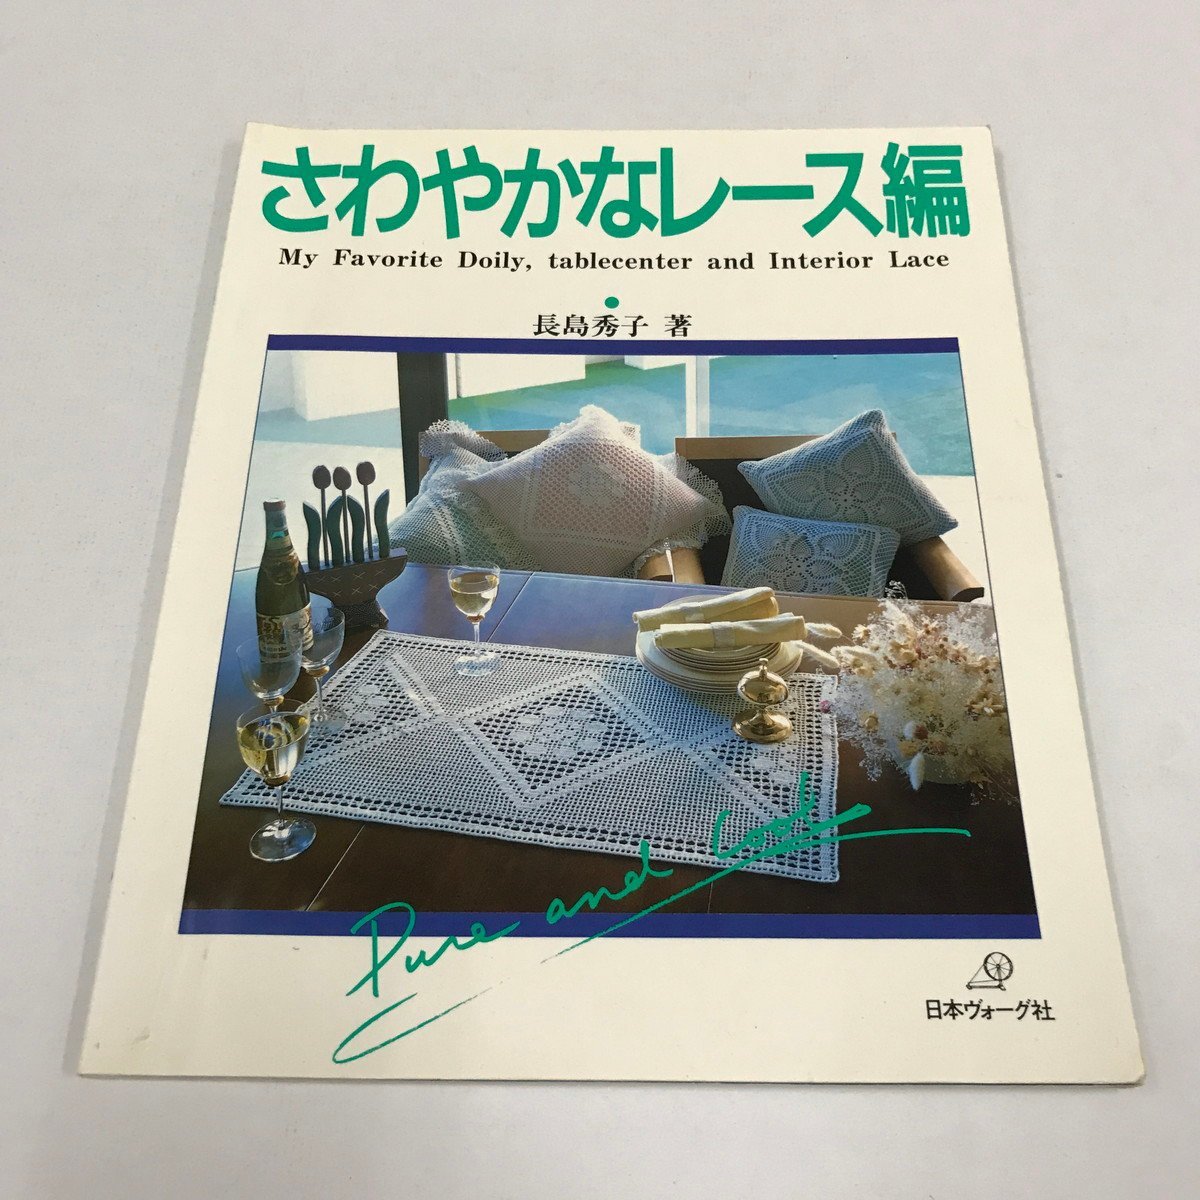 さわやかなレース編
My Favorite Doily, tablecenter and Interior Lace
長島秀子 著
Pure and Cool
日本ヴォーグ社